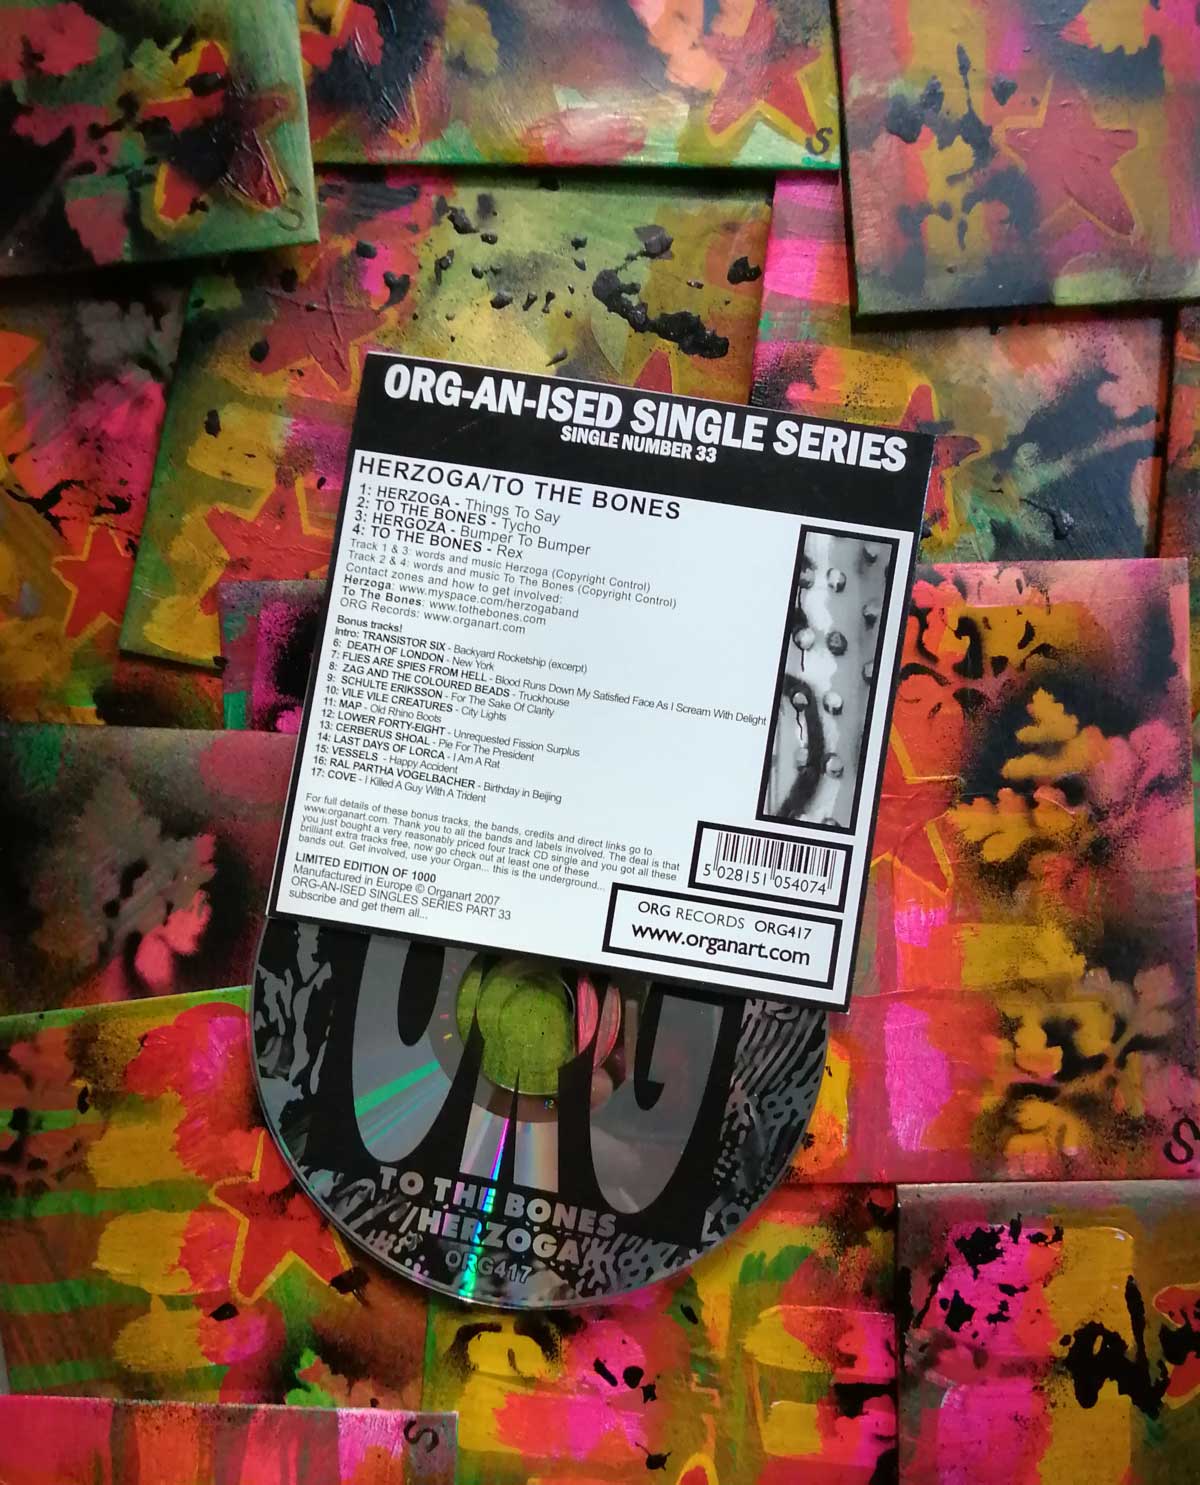 ORG-AN-ISED SINGLE SERIES
SINGLE NUMBER 33
HERZOGA/TO THE BONES
1: HERZOGA - Things To Say
2: TO THE BONES - Tycho
3: HERGOZA - Bumper To Bumper
4: TO THE BONES - Rex
Track 1 & 3: words and music Herzoga (Copyright Control)
Track 2 & 4: words and music To The Bones (Copyright Control)
Contact zones and how to get involved:
Herzoga: www.myspace.com/herzogaband
To The Bones: www.tothebones.com
ORG Records: www.organart.com
Bonus tracks!
Intro: TRANSISTOR SIX - Backyard Rocketship (excerpt)
6: DEATH OF LONDON - New York
7: FLIES ARE SPIES FROM HELL - Blood Runs Down My Satisfied Face As I Scream With Delight
8: ZAG AND THE COLOURED BEADS - Truckhouse
9: SCHULTE ERIKSSON - For The Sake Of Clarity
10: VILE VILE CREATURES - City Lights
11: MAP - Old Rhino Boots
12: LOWER FORTY-EIGHT - Unrequested Fission Surplus
13: CERBERUS SHOAL - Pie For The President
14: LAST DAYS OF LORCA - I Am A Rat
15: VESSELS - Happy Accident
16: RAL PARTHA VOGELBACHER - Birthday in Beijing
17: COVE - I Killed A Guy With A Trident
For full details of these bonus tracks, the bands, credits and direct links go to
www.organart.com. Thank you to all the bands and labels involved. The deal is that
you just bought a very reasonably priced four track CD single and you got all these
brilliant extra tracks free, now go check out at least one of these
bands out. Get involved, use your Organ... this is the underground...
LIMITED EDITION OF 1000
Manufactured in Europe © Organart 2007
ORG-AN-ISED SINGLES SERIES PART 33
subscribe and get them all...
5 028151 054074
ORG RECORDS ORG417
www.organart.com
ORG
TO THE BONES
/HERZOGA
ORG417
S
S
S
S